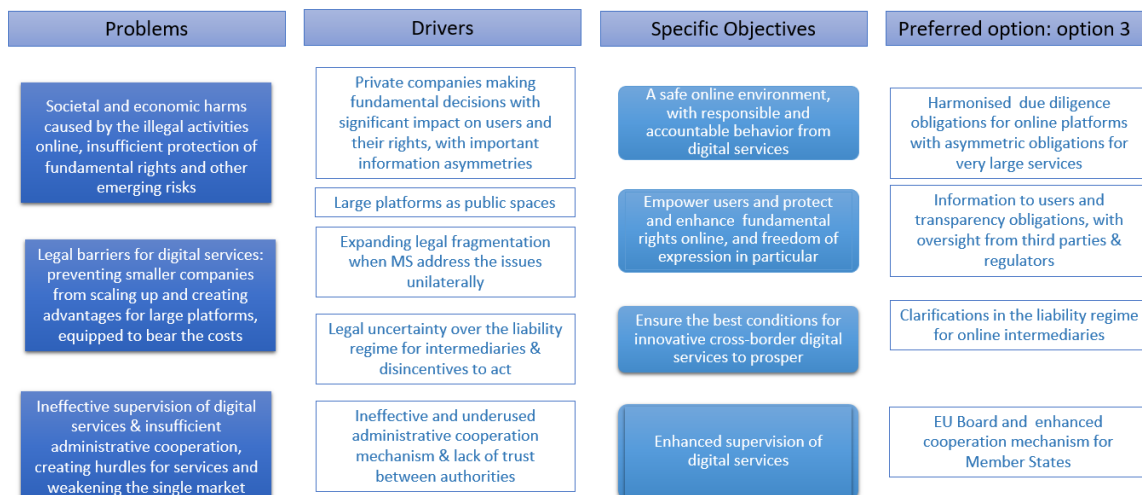 Problems
Drivers
Specific Objectives
Preferred option: option 3
Societal and economic harms
caused by the illegal activities
online, insufficient protection of
fundamental rights and other
emerging risks
Legal barriers for digital services:
preventing smaller companies
from scaling up and creating
advantages for large platforms,
equipped to bear the costs
Ineffective supervision of digital
services & insufficient
administrative cooperation,
creating hurdles for services and
weakening the single market
Private companies making
fundamental decisions with
significant impact on users and
their rights, with important
information asymmetries
Large platforms as public spaces
Expanding legal fragmentation
when MS address the issues
unilaterally
Legal uncertainty over the liability
regime for intermediaries &
disincentives to act
Ineffective and underused
administrative cooperation
mechanism & lack of trust
between authorities
A safe online environment,
with responsible and
accountable behavior from
digital services
Empower users and protect
and enhance fundamental
rights online, and freedom of
expression in particular
Ensure the best conditions for
innovative cross-border digital
services to prosper
Enhanced supervision of
digital services
Harmonised due diligence
obligations for online platforms
with asymmetric obligations for
very large services
Information to users and
transparency obligations, with
oversight from third parties &
regulators
Clarifications in the liability regime
for online intermediaries
EU Board and enhanced
cooperation mechanism for
Member States